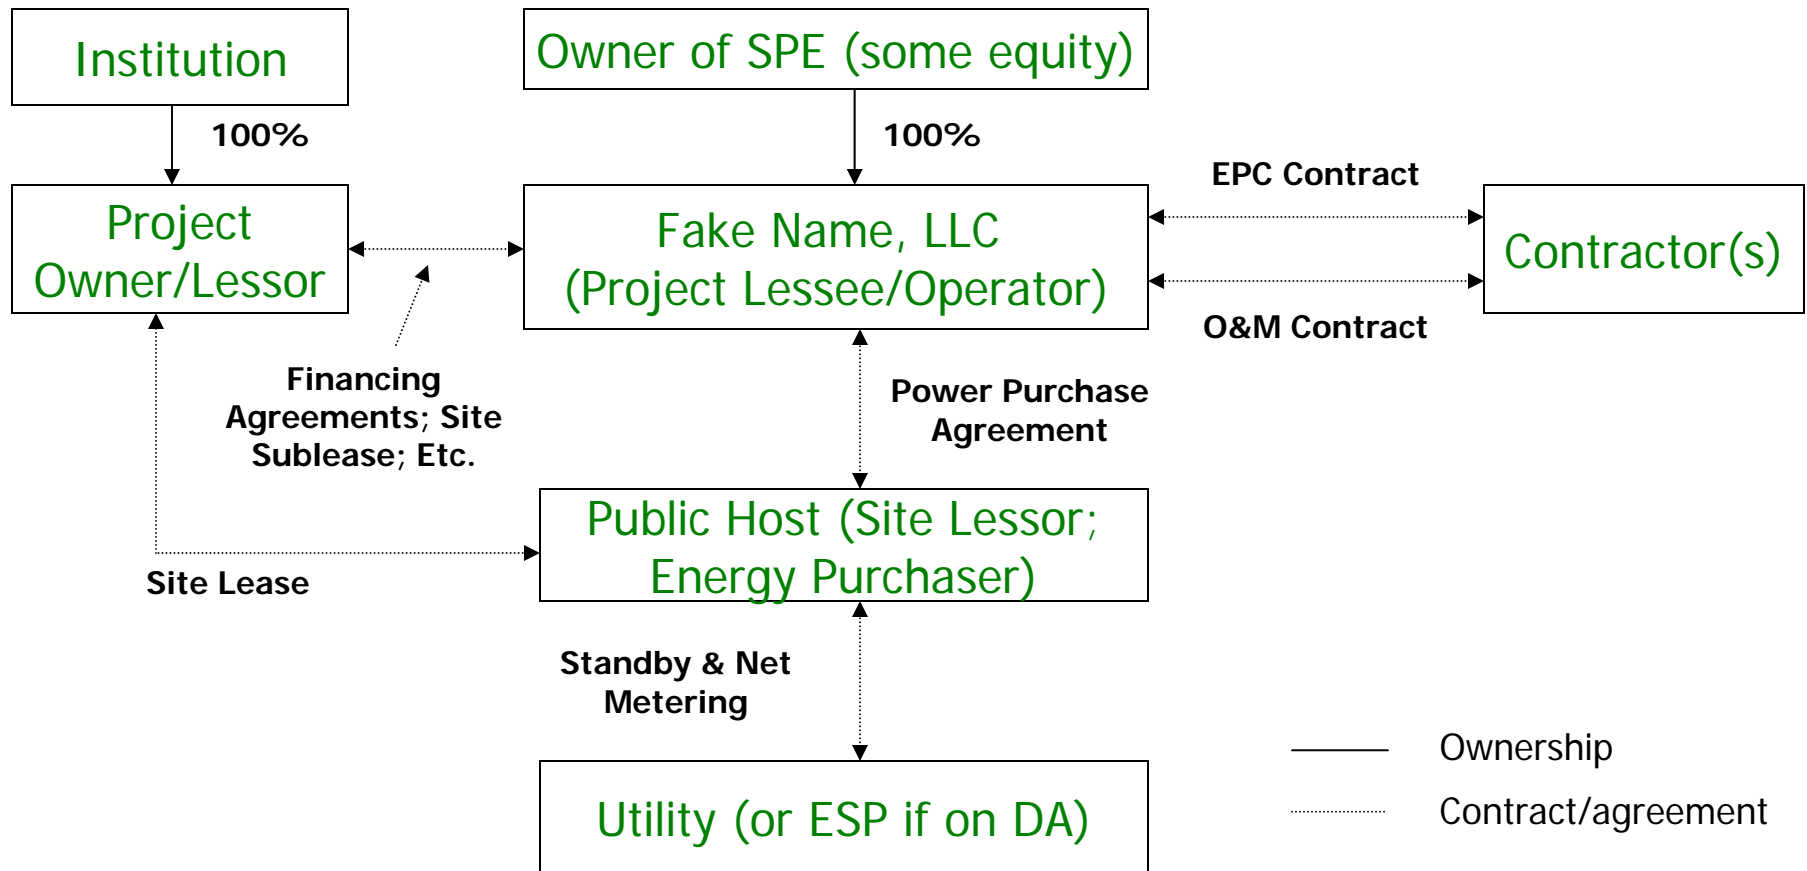 Institution
Owner of SPE (some equity)
100%
100%
EPC Contract
Project
Owner/Lessor
Fake Name, LLC
(Project Lessee/Operator)
Contractor(s)
O&M Contract
Financing
Agreements; Site
Sublease; Etc.
Power Purchase
Agreement
Public Host (Site Lessor;
Energy Purchaser)
Site Lease
Standby & Net
Metering
Utility (or ESP if on DA)
Ownership
Contract/agreement